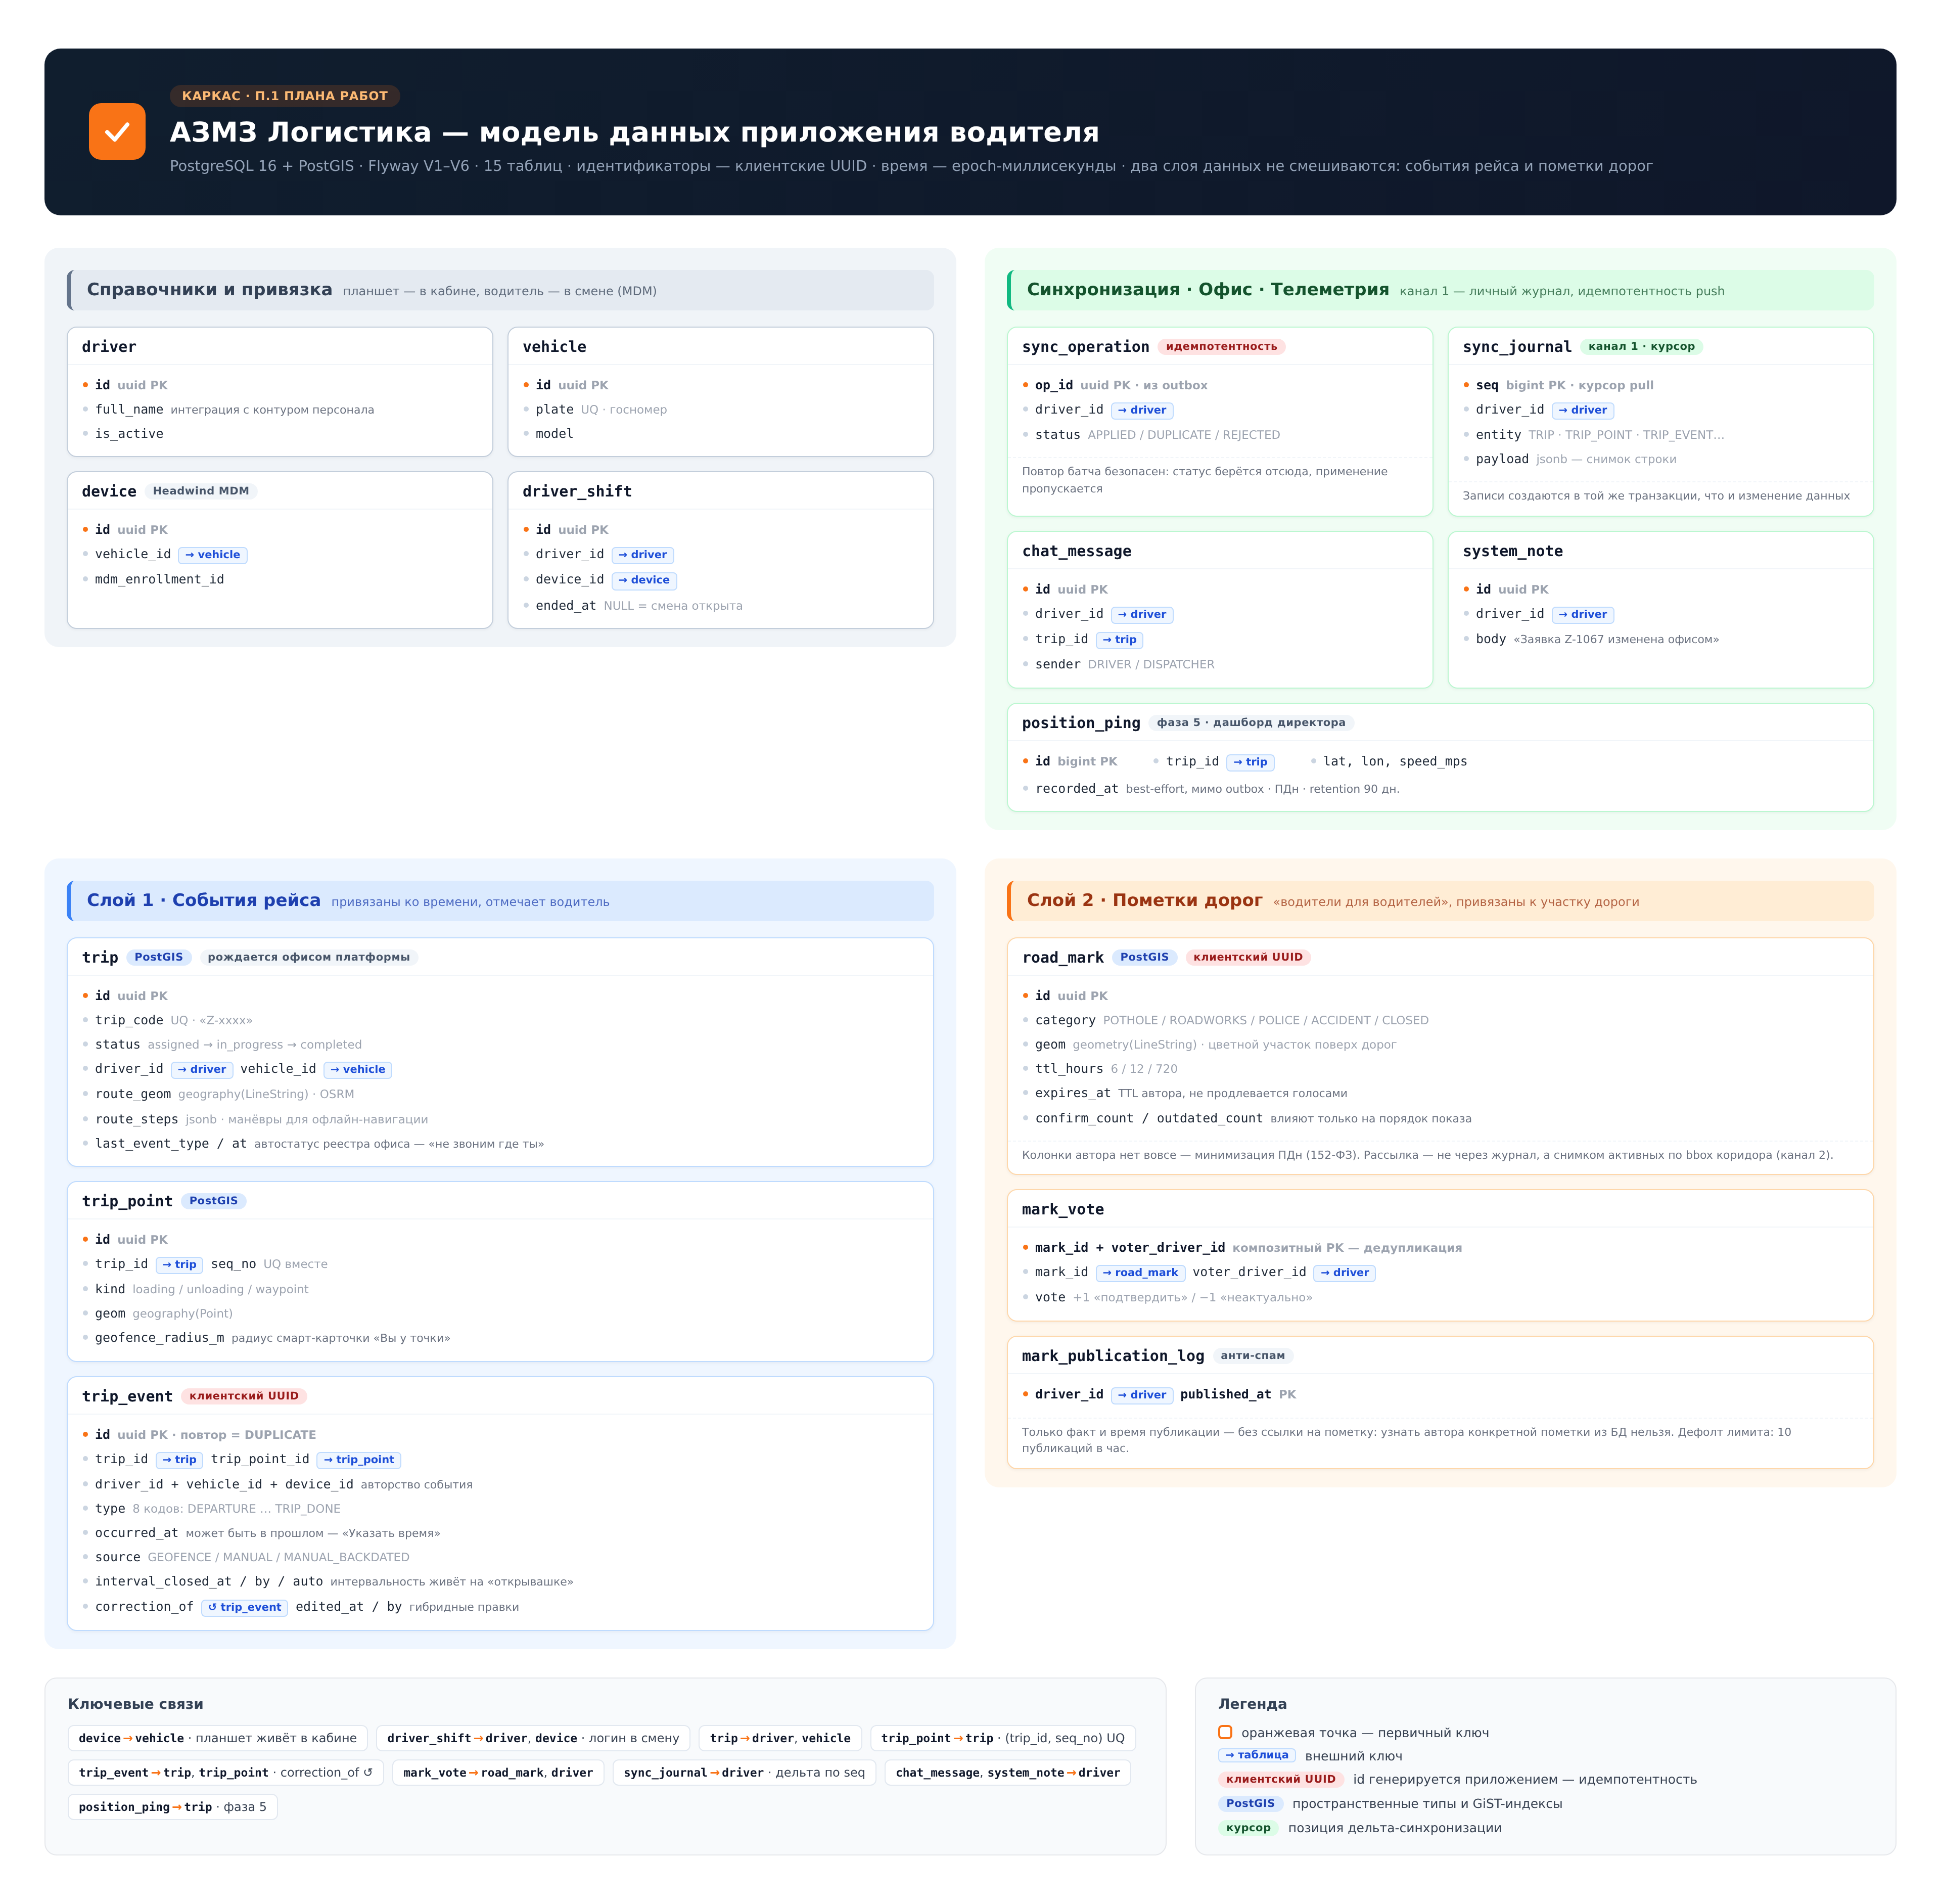 КАРКАС · П.1 ПЛАНА РАБОТ
АЗМЗ Логистика — модель данных приложения водителя
PostgreSQL 16 + PostGIS · Flyway V1–V6 · 15 таблиц · идентификаторы — клиентские UUID · время — epoch-миллисекунды · два слоя данных не смешиваются: события рейса и пометки дорог
Справочники и привязка планшет — в кабине, водитель — в смене (MDM)
driver
id uuid PK
full_name интеграция с контуром персонала
is_active
vehicle
id uuid PK
plate UQ · госномер
model
device Headwind MDM
id uuid PK
vehicle_id → vehicle
mdm_enrollment_id
driver_shift
id uuid PK
driver_id → driver
device_id → device
ended_at NULL = смена открыта
Синхронизация · Офис · Телеметрия канал 1 — личный журнал, идемпотентность push
sync_operation идемпотентность
op_id uuid PK · из outbox
driver_id → driver
status APPLIED / DUPLICATE / REJECTED
Повтор батча безопасен: статус берётся отсюда, применение
пропускается
sync_journal канал 1 · курсор
seq bigint PK · курсор pull
driver_id → driver
entity TRIP · TRIP_POINT · TRIP_EVENT…
payload jsonb — снимок строки
Записи создаются в той же транзакции, что и изменение данных
chat_message
id uuid PK
driver_id → driver
trip_id → trip
sender DRIVER / DISPATCHER
system_note
id uuid PK
driver_id → driver
body «Заявка Z-1067 изменена офисом»
position_ping фаза 5 · дашборд директора
id bigint PK trip_id → trip lat, lon, speed_mps
recorded_at best-effort, мимо outbox · ПДн · retention 90 дн.
Слой 1 · События рейса привязаны ко времени, отмечает водитель
trip PostGIS рождается офисом платформы
id uuid PK
trip_code UQ · «Z-xxxx»
status assigned → in_progress → completed
driver_id → driver vehicle_id → vehicle
route_geom geography(LineString) · OSRM
route_steps jsonb · манёвры для офлайн-навигации
last_event_type / at автостатус реестра офиса — «не звоним где ты»
trip_point PostGIS
id uuid PK
trip_id → trip seq_no UQ вместе
kind loading / unloading / waypoint
geom geography(Point)
geofence_radius_m радиус смарт-карточки «Вы у точки»
trip_event клиентский UUID
id uuid PK · повтор = DUPLICATE
trip_id → trip trip_point_id → trip_point
driver_id + vehicle_id + device_id авторство события
type 8 кодов: DEPARTURE … TRIP_DONE
occurred_at может быть в прошлом — «Указать время»
source GEOFENCE / MANUAL / MANUAL_BACKDATED
interval_closed_at / by / auto интервальность живёт на «открывашке»
correction_of ↺ trip_event edited_at / by гибридные правки
Слой 2 · Пометки дорог «водители для водителей», привязаны к участку дороги
road_mark PostGIS клиентский UUID
id uuid PK
category POTHOLE / ROADWORKS / POLICE / ACCIDENT / CLOSED
geom geometry(LineString) · цветной участок поверх дорог
ttl_hours 6 / 12 / 720
expires_at TTL автора, не продлевается голосами
confirm_count / outdated_count влияют только на порядок показа
Колонки автора нет вовсе — минимизация ПДн (152-ФЗ). Рассылка — не через журнал, а снимком активных по bbox коридора (канал 2).
mark_vote
mark_id + voter_driver_id композитный PK — дедупликация
mark_id → road_mark voter_driver_id → driver
vote +1 «подтвердить» / −1 «неактуально»
mark_publication_log анти-спам
driver_id → driver published_at PK
Только факт и время публикации — без ссылки на пометку: узнать автора конкретной пометки из БД нельзя. Дефолт лимита: 10
публикаций в час.
Ключевые связи
device→vehicle · планшет живёт в кабине driver_shift→driver, device · логин в смену trip→driver, vehicle trip_point→trip · (trip_id, seq_no) UQ
trip_event→trip, trip_point · correction_of ↺ mark_vote→road_mark, driver sync_journal→driver · дельта по seq chat_message, system_note→driver
position_ping→trip · фаза 5
Легенда
оранжевая точка — первичный ключ
→ таблица внешний ключ
клиентский UUID id генерируется приложением — идемпотентность
PostGIS пространственные типы и GiST-индексы
курсор позиция дельта-синхронизации